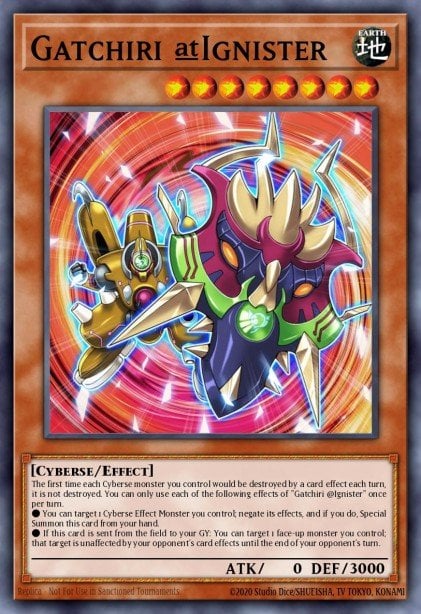 GATCHIRI @IGNISTER
EARTH
地
[CYBERSE/EFFECT]
The first time each Cyberse monster you control would be destroyed by a card effect each turn,
it is not destroyed. You can only use each of the following effects of "Gatchiri @Ignister" once
per turn.
● You can target 1 Cyberse Effect Monster you control; negate its effects, and if you do, Special
Summon this card from your hand.
● If this card is sent from the field to your GY: You can target 1 face-up monster you control;
that target is unaffected by your opponent's card effects until the end of your opponent's turn.
ATK/ 0 DEF/3000
Replica - Not For Use in Sanctioned Tournaments
©2020 Studio Dice/SHUEISHA, TV TOKYO, KONAMI